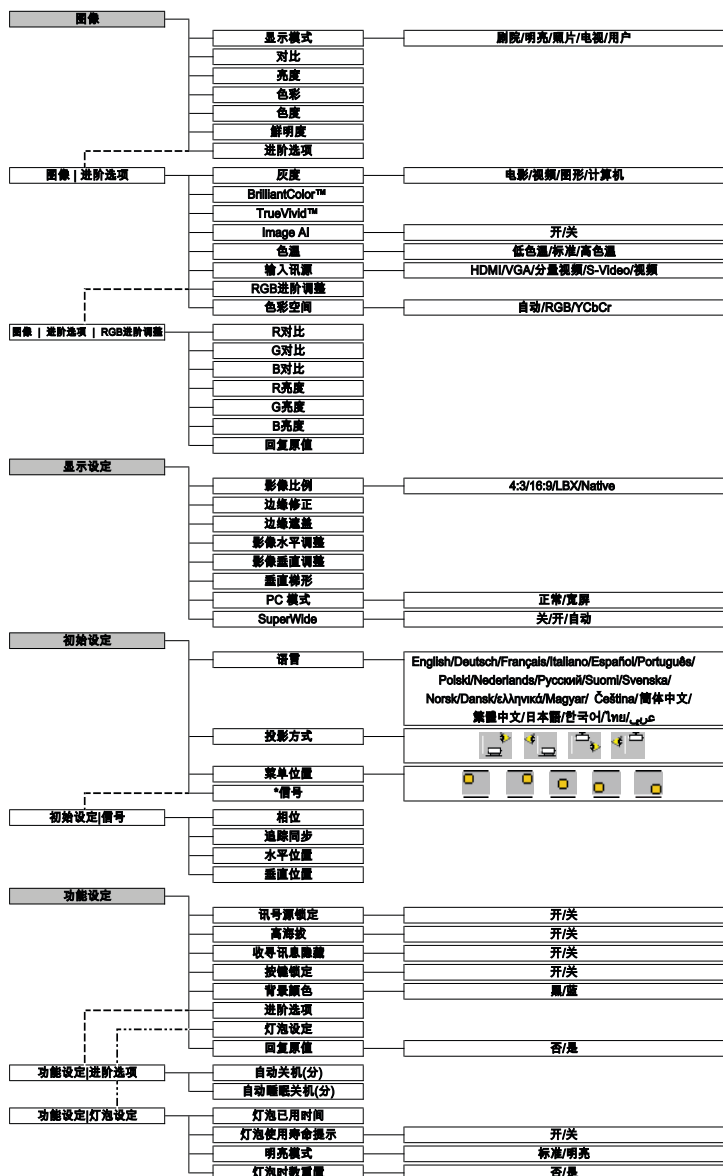 图像
显示模式 剧院/明亮/照片/电视/用户
对比
亮度
色彩
色度
鲜明度
进阶选项
图像 | 进阶选项 灰度 电影/视频/图形/计算机
BrilliantColor™
TrueVivid™
Image AI 开/关
色温 低色温/标准/高色温
输入讯源 HDMI/VGA/分量视频/S-Video/视频
RGB进阶调整
色彩空间 自动/RGB/YCbCr
图像 | 进阶选项 | RGB进阶调整 R对比
G对比
B对比
R亮度
G亮度
B亮度
回复原值
显示设定
影像比例 4:3/16:9/LBX/Native
边缘修正
边缘遮盖
影像水平调整
影像垂直调整
垂直梯形
PC 模式 正常/宽屏
SuperWide 关/开/自动
初始设定
语言 English/Deutsch/Français/Italiano/Español/Português/
Polski/Nederlands/Русский/Suomi/Svenska/
Norsk/Dansk/ελληνικά/Magyar/ Čeština/简体中文/
繁體中文/日本語/한국어/ไทย/عربي
投影方式
菜单位置
*信号
初始设定|信号 相位
追踪同步
水平位置
垂直位置
功能设定
讯号源锁定 开/关
高海拔 开/关
收寻讯息隐藏 开/关
按键锁定 开/关
背景颜色 黑/蓝
进阶选项
灯泡设定
回复原值 否/是
功能设定|进阶选项 自动关机(分)
自动睡眠关机(分)
功能设定|灯泡设定 灯泡已用时间
灯泡使用寿命提示 开/关
明亮模式 标准/明亮
灯泡时数重置 否/是